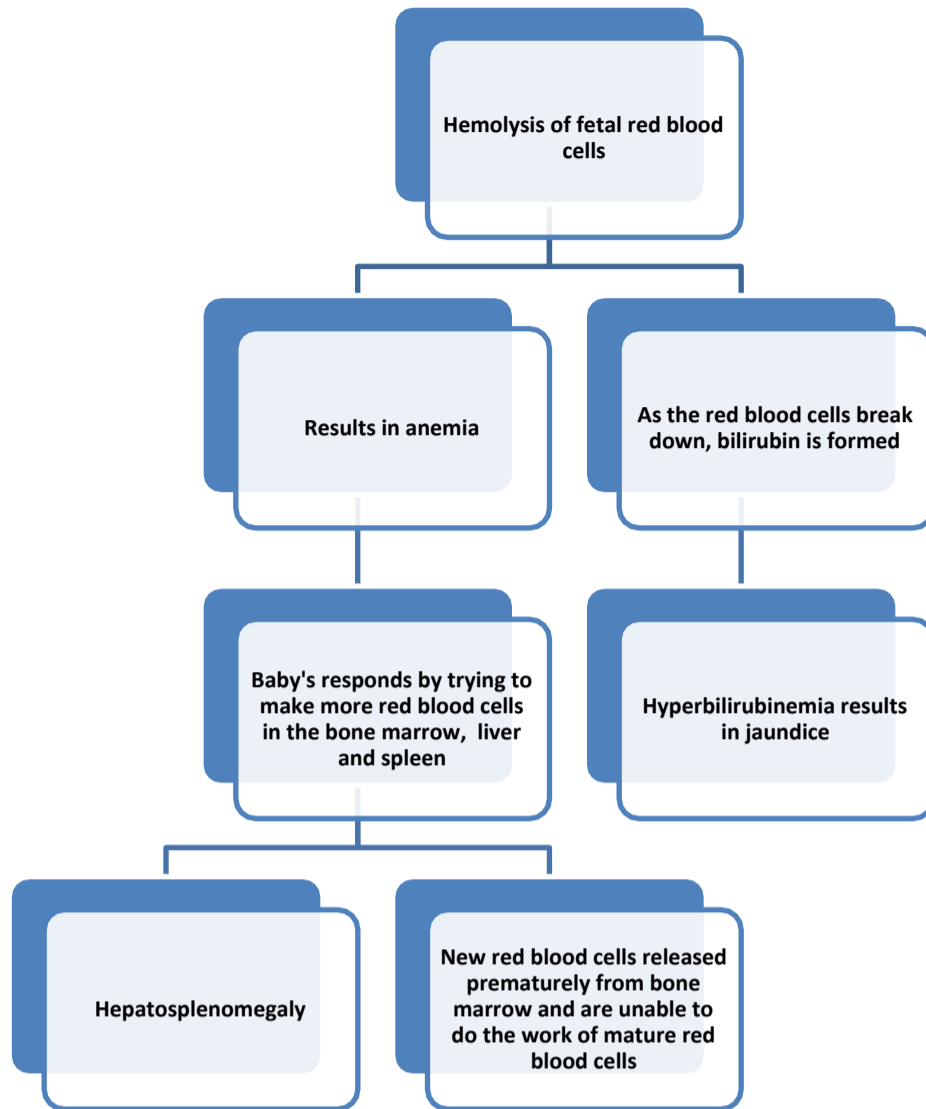 Hemolysis of fetal red blood
cells
Results in anemia
As the red blood cells break
down, bilirubin is formed
Baby's responds by trying to
make more red blood cells
in the bone marrow,  liver
and spleen
Hyperbilirubinemia results
in jaundice
Hepatosplenomegaly
New red blood cells released
prematurely from bone
marrow and are unable to
do the work of mature red
blood cells